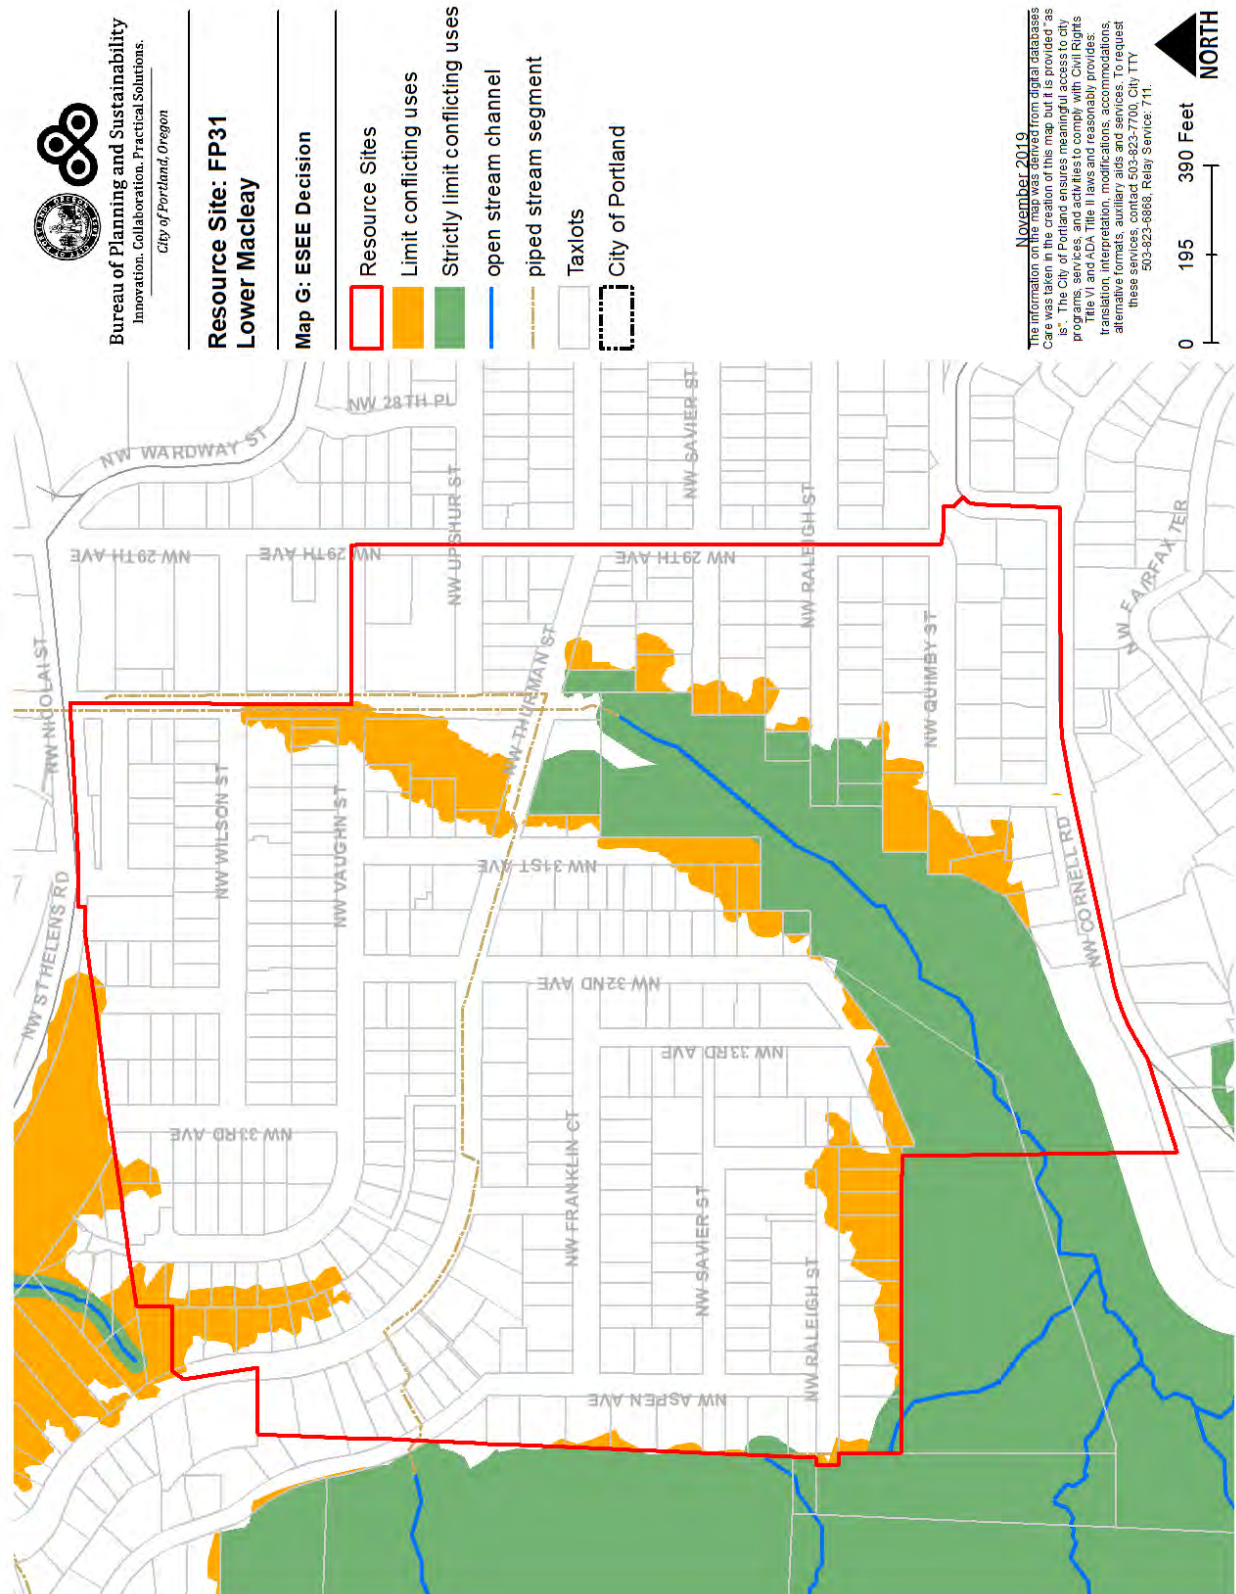 Bureau of Planning and Sustainability
Innovation. Collaboration. Practical Solutions.
City of Portland, Oregon
Resource Site: FP31
Lower Macleay
Map G: ESEE Decision
Resource Sites
Limit conflicting uses
Strictly limit conflicting uses
open stream channel
piped stream segment
Taxlots
City of Portland
November 2019
The information on the map was derived from digital databases
Care was taken in the creation of this map but it is provided "as
is". The City of Portland ensures meaningful access to city
programs, services, and activities to comply with Civil Rights
Title VI and ADA Title II laws and reasonably provides:
translation, interpretation, modifications, accommodations,
alternative formats, auxiliary aids and services. To request
these services, contact 503-823-7700, City TTY
503-823-6868, Relay Service: 711.
0 195 390 Feet
NORTH
NW NICOLAI ST
NW ST HELENS RD
NW WARDWAY ST
NW 28TH PL
NW 29TH AVE
NW 29TH AVE
NW 29TH AVE
NW 29TH AVE
NW UPSHUR ST
NW SAVIER ST
NW RALEIGH ST
NW QUIMBY ST
NW FAIRFAX TER
NW THURMAN ST
NW WILSON ST
NW VAUGHN ST
NW 31ST AVE
NW 32ND AVE
NW 33RD AVE
NW 33RD AVE
NW CORNELL RD
NW FRANKLIN CT
NW SAVIER ST
NW RALEIGH ST
NW ASPEN AVE